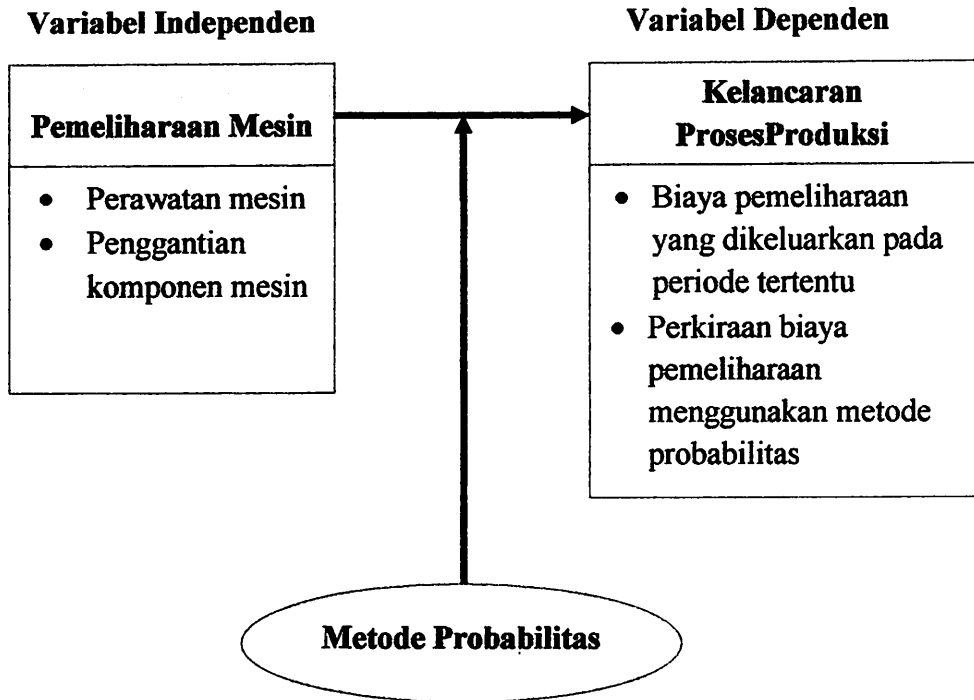 Variabel Independen
Variabel Dependen
Pemeliharaan Mesin
• Perawatan mesin
• Penggantian
komponen mesin
Kelancaran
ProsesProduksi
• Biaya pemeliharaan
yang dikeluarkan pada
periode tertentu
• Perkiraan biaya
pemeliharaan
menggunakan metode
probabilitas
Metode Probabilitas